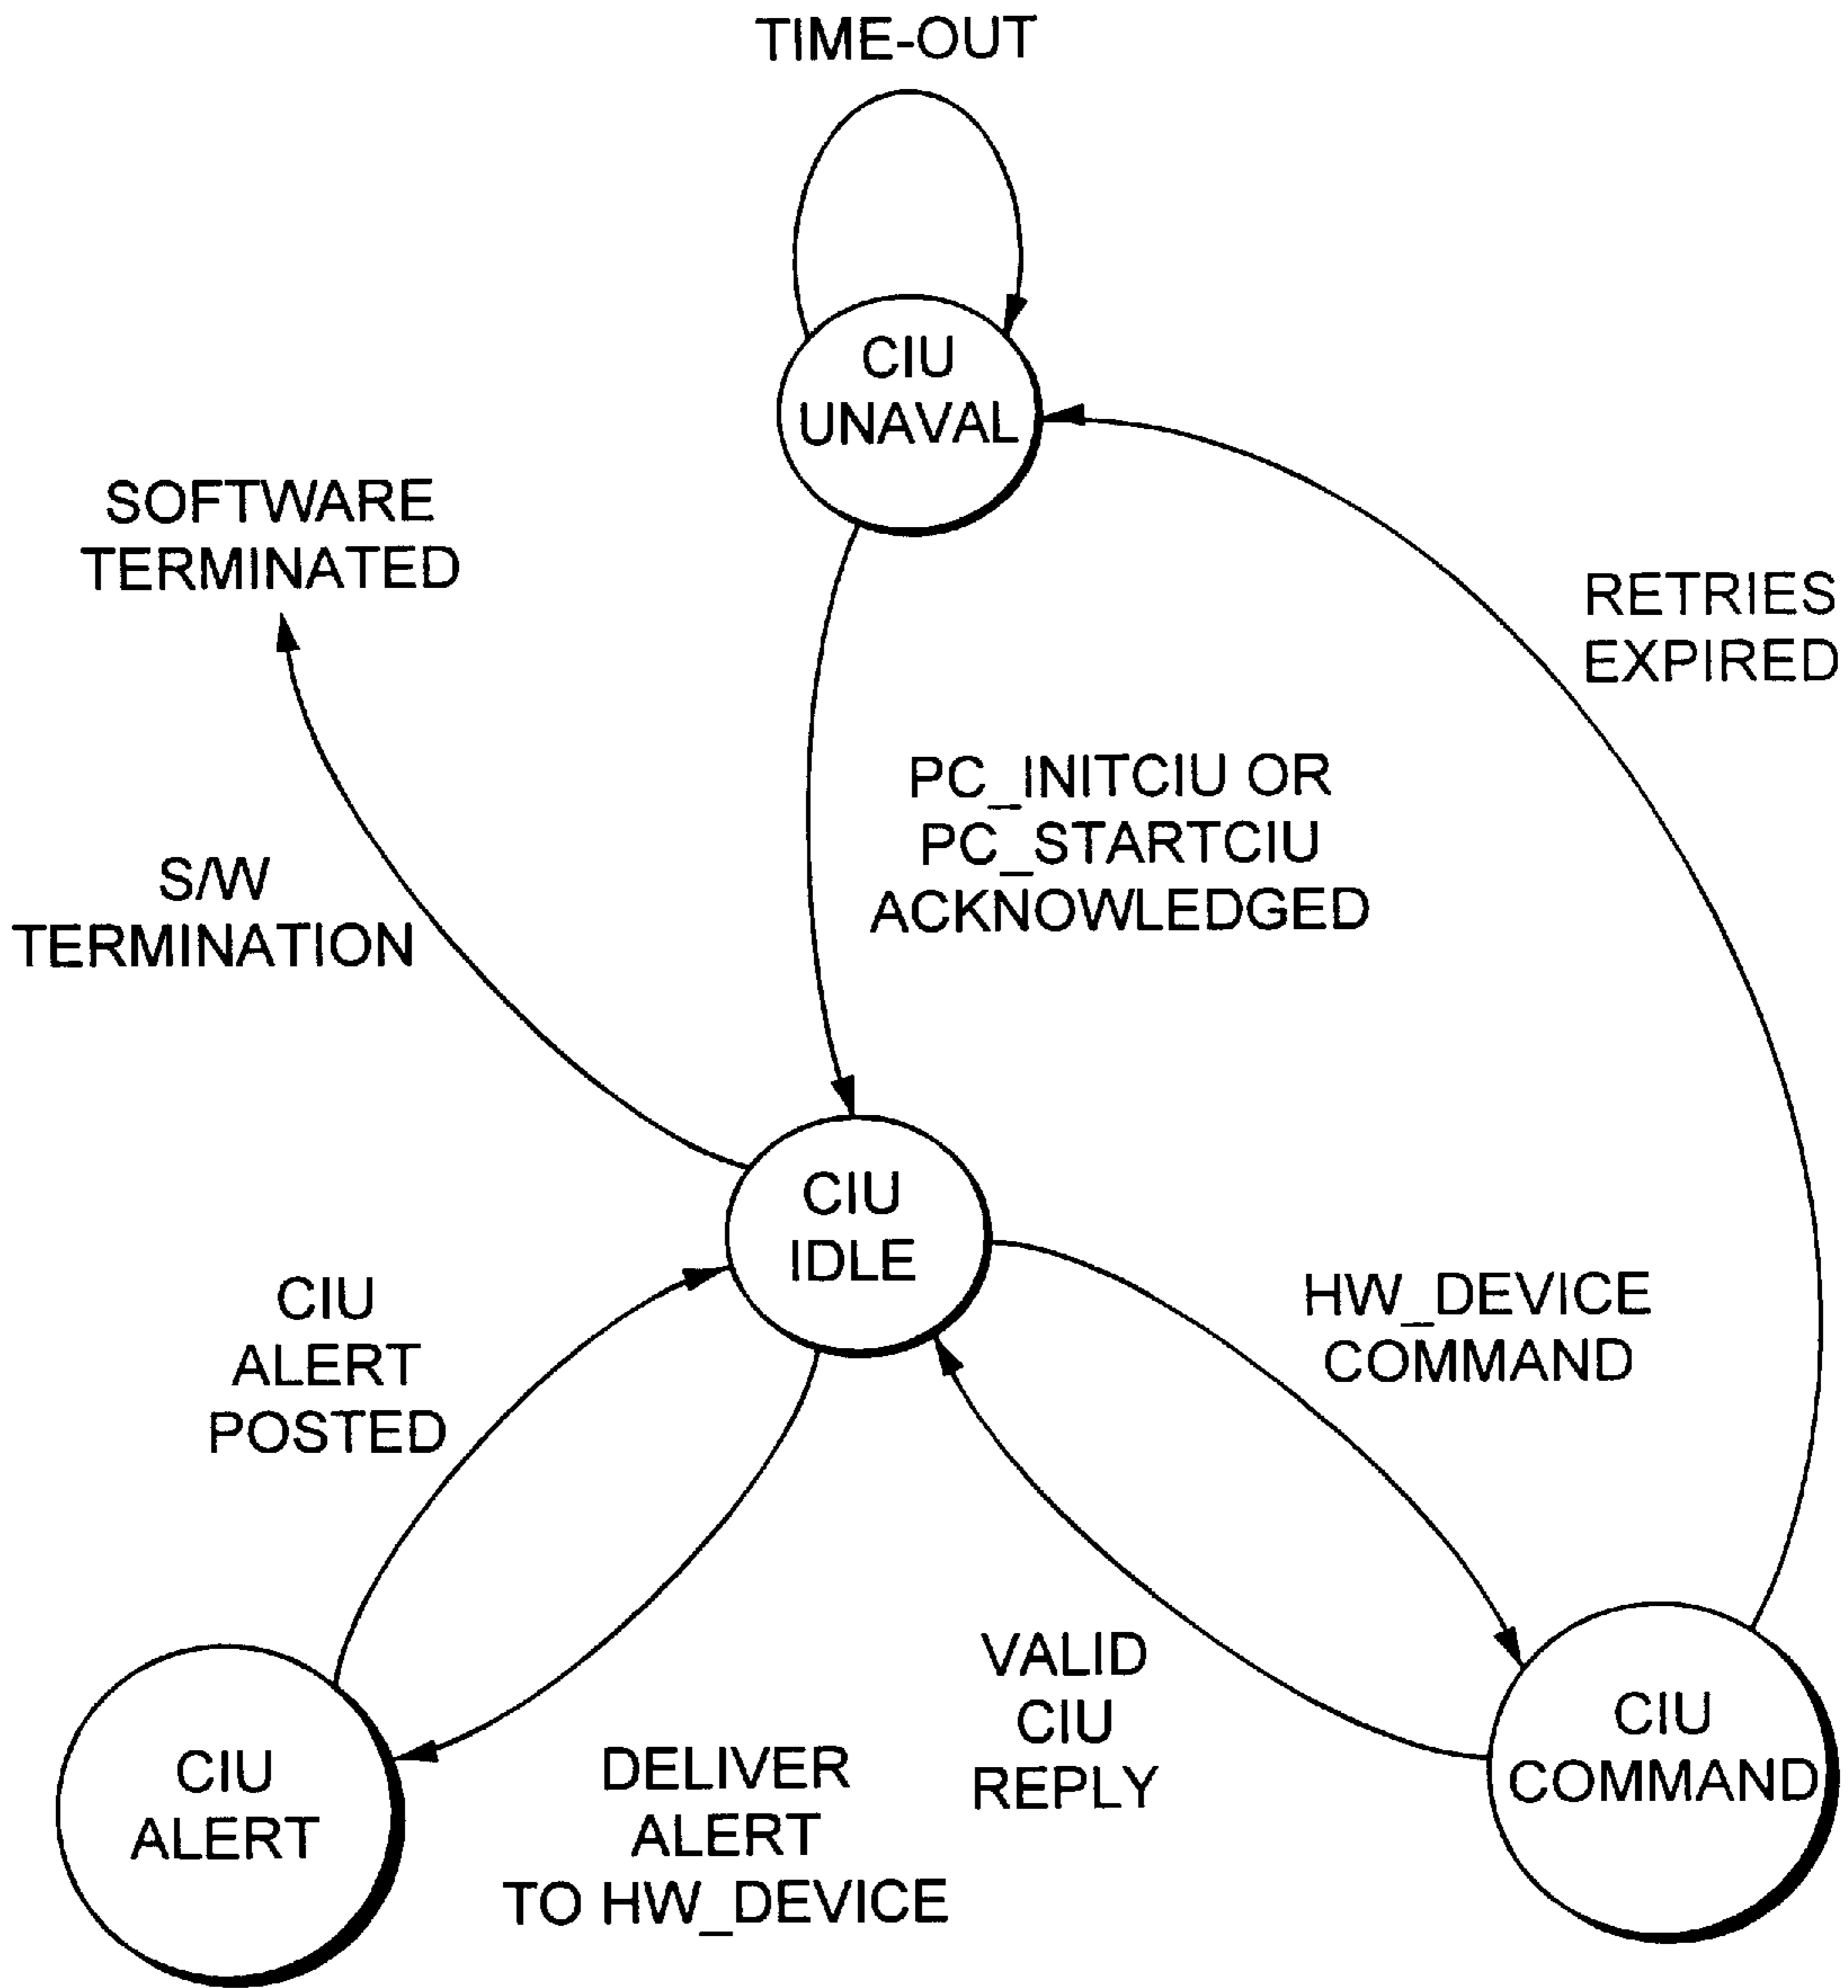 TIME-OUT
CIU
UNAVAL
SOFTWARE
TERMINATED
RETRIES
EXPIRED
PC_INITCIU OR
PC_STARTCIU
ACKNOWLEDGED
S/W
TERMINATION
CIU
IDLE
CIU
ALERT
POSTED
HW_DEVICE
COMMAND
VALID
CIU
REPLY
CIU
COMMAND
CIU
ALERT
DELIVER
ALERT
TO HW_DEVICE